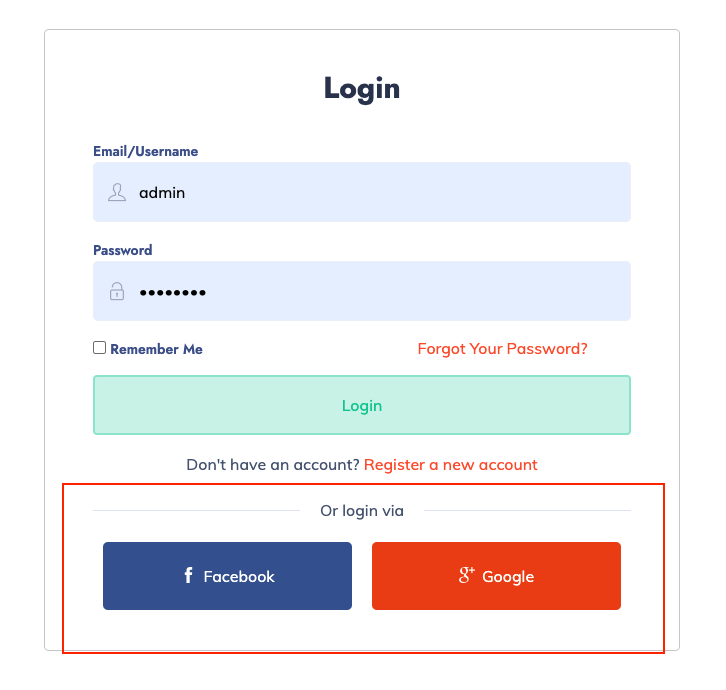 Login
Email/Username
admin
Password
••••••••
Remember Me Forgot Your Password?
Login
Don't have an account? Register a new account
Or login via
f Facebook g+ Google